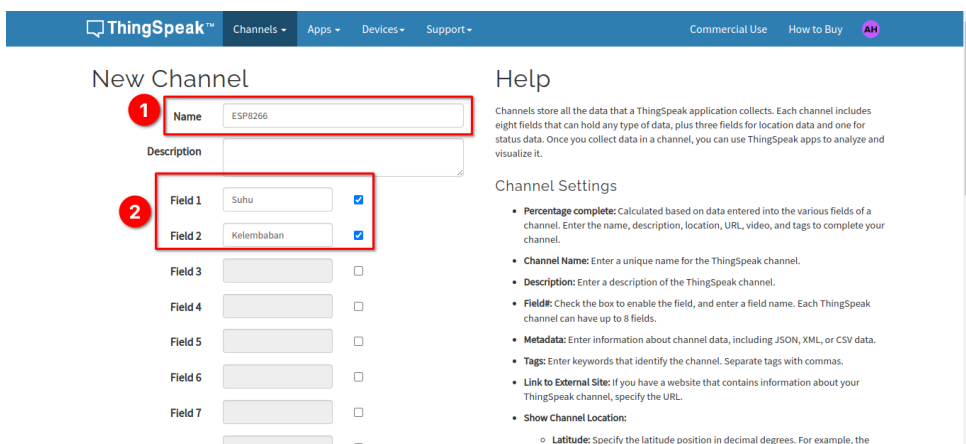 ThingSpeak™ Channels Apps Devices Support Commercial Use How to Buy AH
New Channel
1
Name ESP8266
Description
2
Field 1 Suhu
Field 2 Kelembaban
Field 3
Field 4
Field 5
Field 6
Field 7
Help
Channels store all the data that a ThingSpeak application collects. Each channel includes
eight fields that can hold any type of data, plus three fields for location data and one for
status data. Once you collect data in a channel, you can use ThingSpeak apps to analyze and
visualize it.
Channel Settings
• Percentage complete: Calculated based on data entered into the various fields of a
channel. Enter the name, description, location, URL, video, and tags to complete your
channel.
• Channel Name: Enter a unique name for the ThingSpeak channel.
• Description: Enter a description of the ThingSpeak channel.
• Field#: Check the box to enable the field, and enter a field name. Each ThingSpeak
channel can have up to 8 fields.
• Metadata: Enter information about channel data, including JSON, XML, or CSV data.
• Tags: Enter keywords that identify the channel. Separate tags with commas.
• Link to External Site: If you have a website that contains information about your
ThingSpeak channel, specify the URL.
• Show Channel Location:
○ Latitude: Specify the latitude position in decimal degrees. For example, the